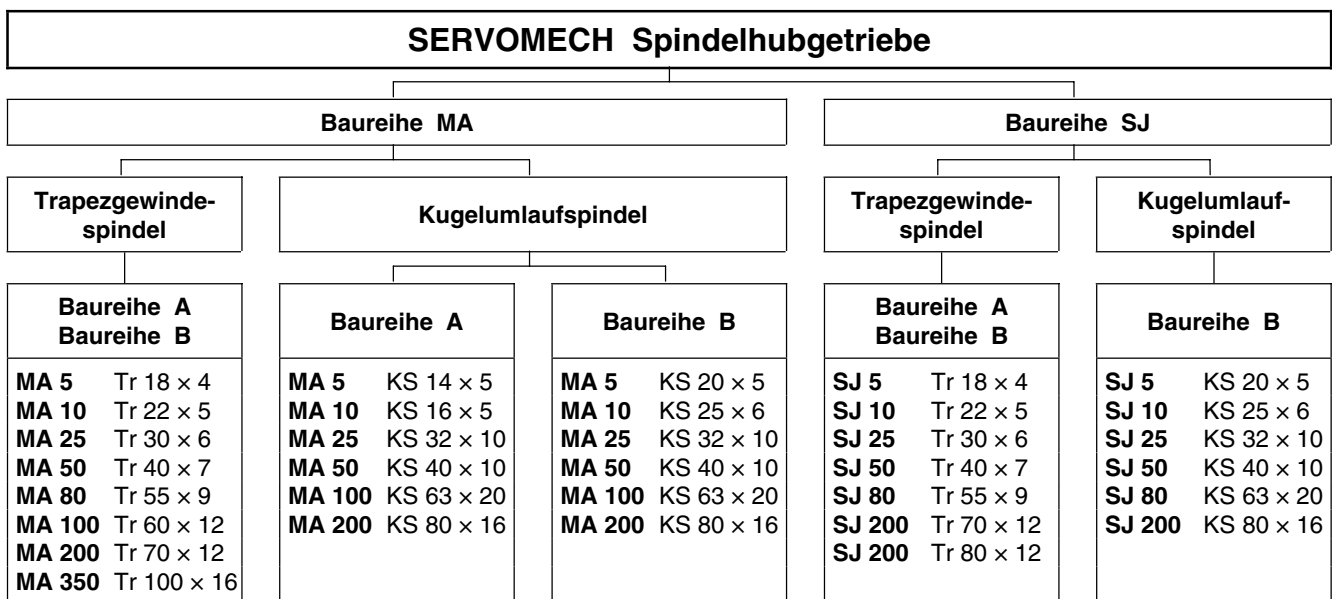 SERVOMECH Spindelhubgetriebe
Baureihe MA
Baureihe SJ
Trapezgewinde-
spindel
Kugelumlaufspindel
Trapezgewinde-
spindel
Kugelumlauf-
spindel
Baureihe A
Baureihe B
Baureihe A
Baureihe B
Baureihe A
Baureihe B
Baureihe B
MA 5 Tr 18 × 4
MA 10 Tr 22 × 5
MA 25 Tr 30 × 6
MA 50 Tr 40 × 7
MA 80 Tr 55 × 9
MA 100 Tr 60 × 12
MA 200 Tr 70 × 12
MA 350 Tr 100 × 16
MA 5 KS 14 × 5
MA 10 KS 16 × 5
MA 25 KS 32 × 10
MA 50 KS 40 × 10
MA 100 KS 63 × 20
MA 200 KS 80 × 16
MA 5 KS 20 × 5
MA 10 KS 25 × 6
MA 25 KS 32 × 10
MA 50 KS 40 × 10
MA 100 KS 63 × 20
MA 200 KS 80 × 16
SJ 5 Tr 18 × 4
SJ 10 Tr 22 × 5
SJ 25 Tr 30 × 6
SJ 50 Tr 40 × 7
SJ 80 Tr 55 × 9
SJ 200 Tr 70 × 12
SJ 200 Tr 80 × 12
SJ 5 KS 20 × 5
SJ 10 KS 25 × 6
SJ 25 KS 32 × 10
SJ 50 KS 40 × 10
SJ 80 KS 63 × 20
SJ 200 KS 80 × 16